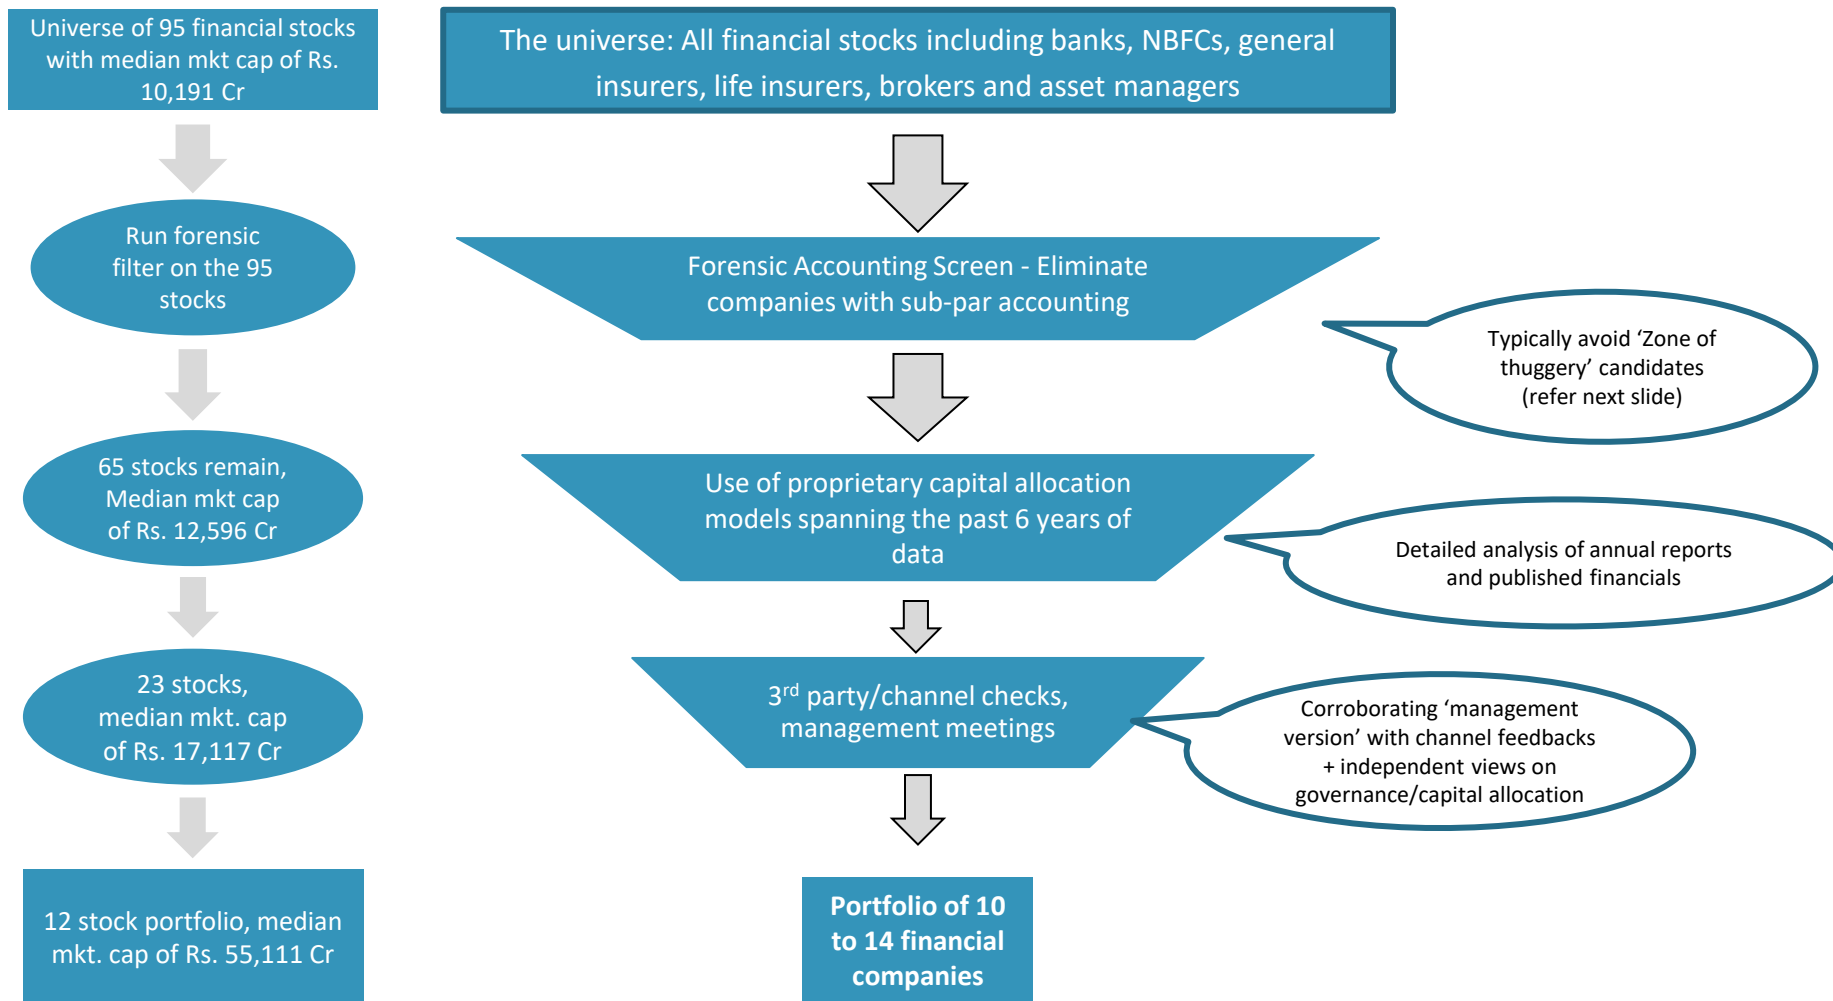 Universe of 95 financial stocks
with median mkt cap of Rs.
10,191 Cr
Run forensic
filter on the 95
stocks
65 stocks remain,
Median mkt cap
of Rs. 12,596 Cr
23 stocks,
median mkt. cap
of Rs. 17,117 Cr
12 stock portfolio, median
mkt. cap of Rs. 55,111 Cr
The universe: All financial stocks including banks, NBFCs, general
insurers, life insurers, brokers and asset managers
Forensic Accounting Screen - Eliminate
companies with sub-par accounting
Typically avoid ‘Zone of
thuggery’ candidates
(refer next slide)
Use of proprietary capital allocation
models spanning the past 6 years of
data
Detailed analysis of annual reports
and published financials
3rd party/channel checks,
management meetings
Corroborating ‘management
version’ with channel feedbacks
+ independent views on
governance/capital allocation
Portfolio of 10
to 14 financial
companies